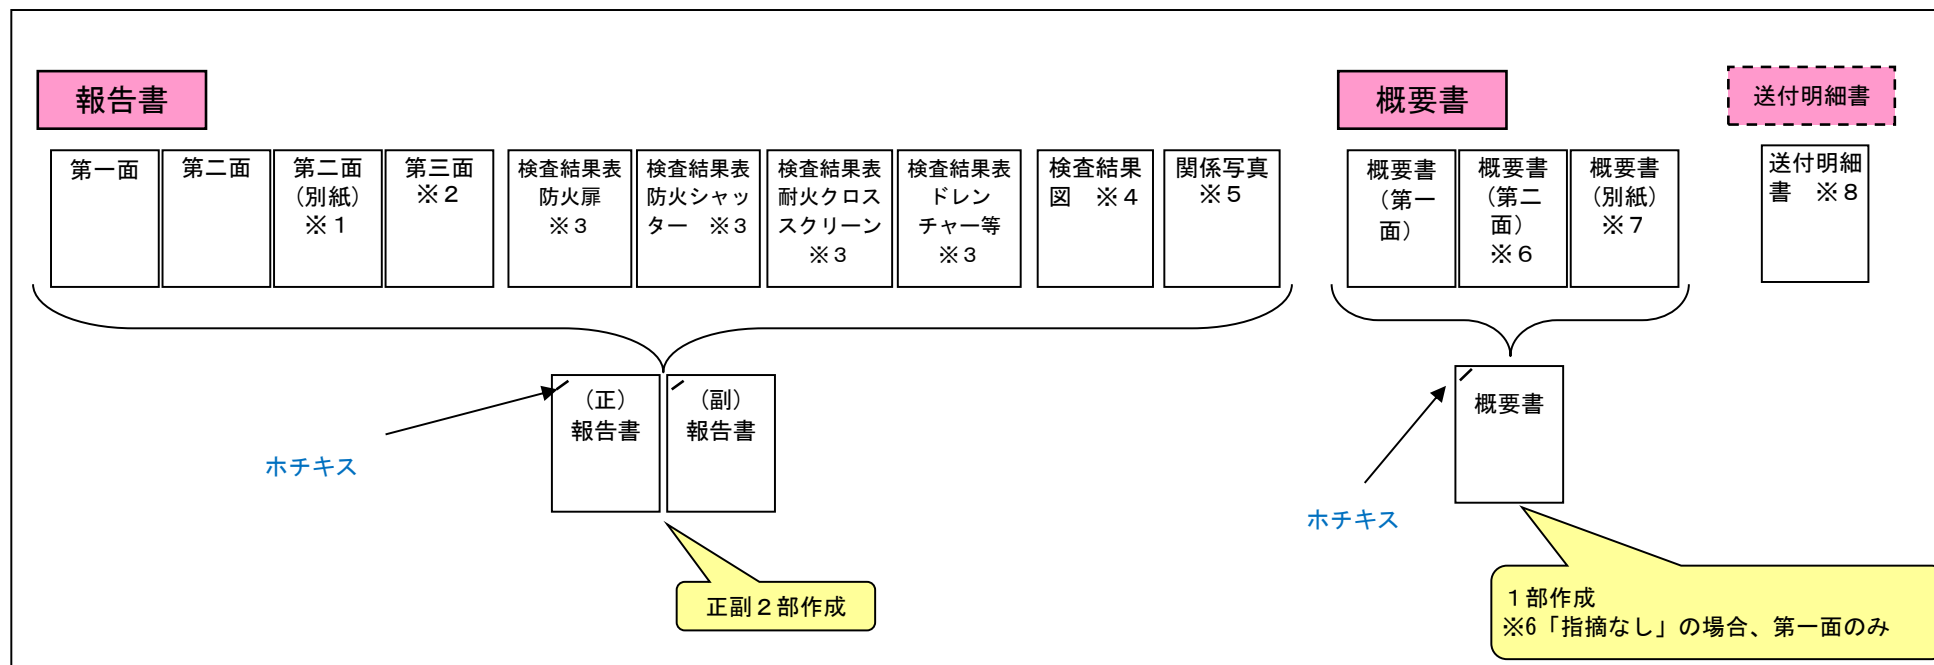 報告書
概要書
送付明細書
第一面
第二面
第二面
(別紙)
※１
第三面
※２
検査結果表
防火扉
※３
検査結果表
防火シャッ
ター　※３
検査結果表
耐火クロス
スクリーン
※３
検査結果表
ドレン
チャー等
※３
検査結果
図　※４
関係写真
※５
概要書
（第一
面）
概要書
(第二
面)
※６
概要書
(別紙)
※７
送付明細
書　※８
（正）
報告書
（副）
報告書
概要書
ホチキス
ホチキス
正副２部作成
１部作成
※6「指摘なし」の場合、第一面のみ